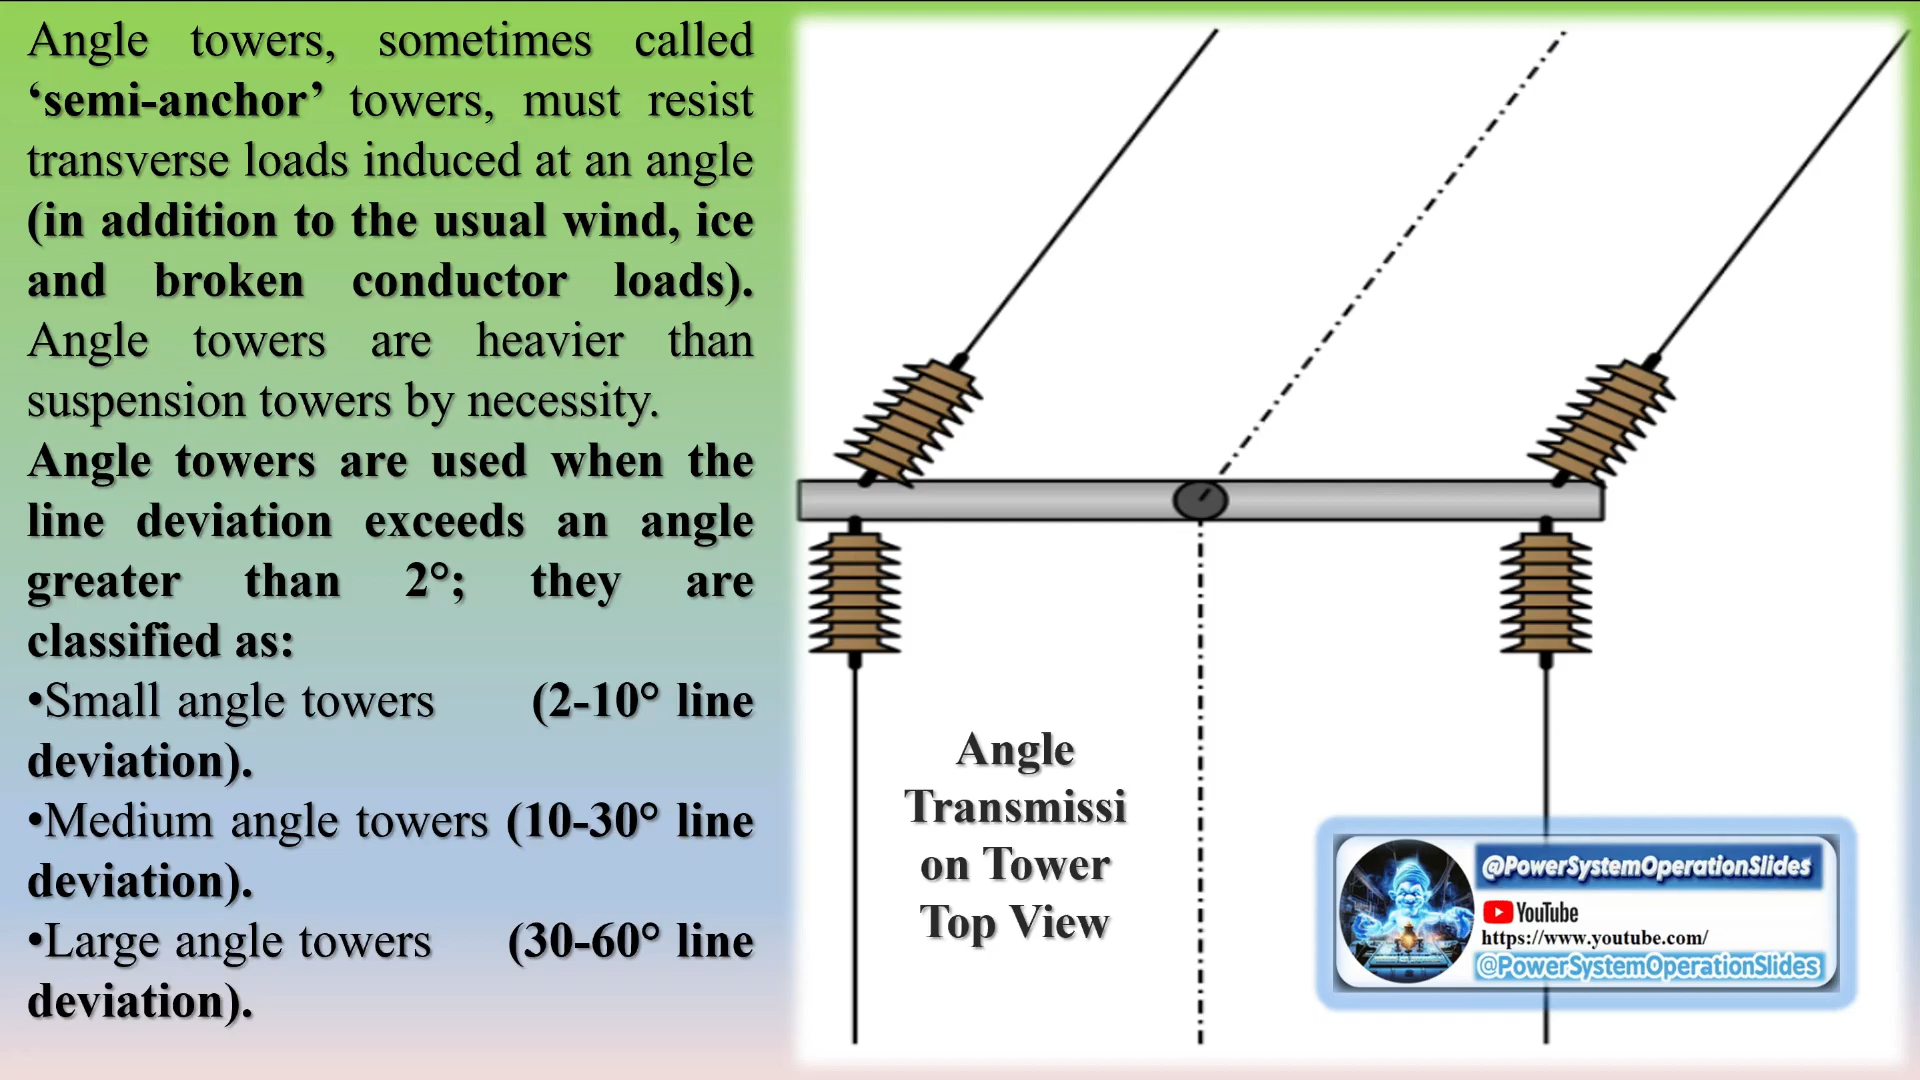 Angle towers, sometimes called
‘semi-anchor’ towers, must resist
transverse loads induced at an angle
(in addition to the usual wind, ice
and broken conductor loads).
Angle towers are heavier than
suspension towers by necessity.
Angle towers are used when the
line deviation exceeds an angle
greater than 2°; they are
classified as:
•Small angle towers (2-10° line
deviation).
•Medium angle towers (10-30° line
deviation).
•Large angle towers (30-60° line
deviation).
Angle
Transmissi
on Tower
Top View
@PowerSystemOperationSlides
YouTube
https://www.youtube.com/
@PowerSystemOperationSlides